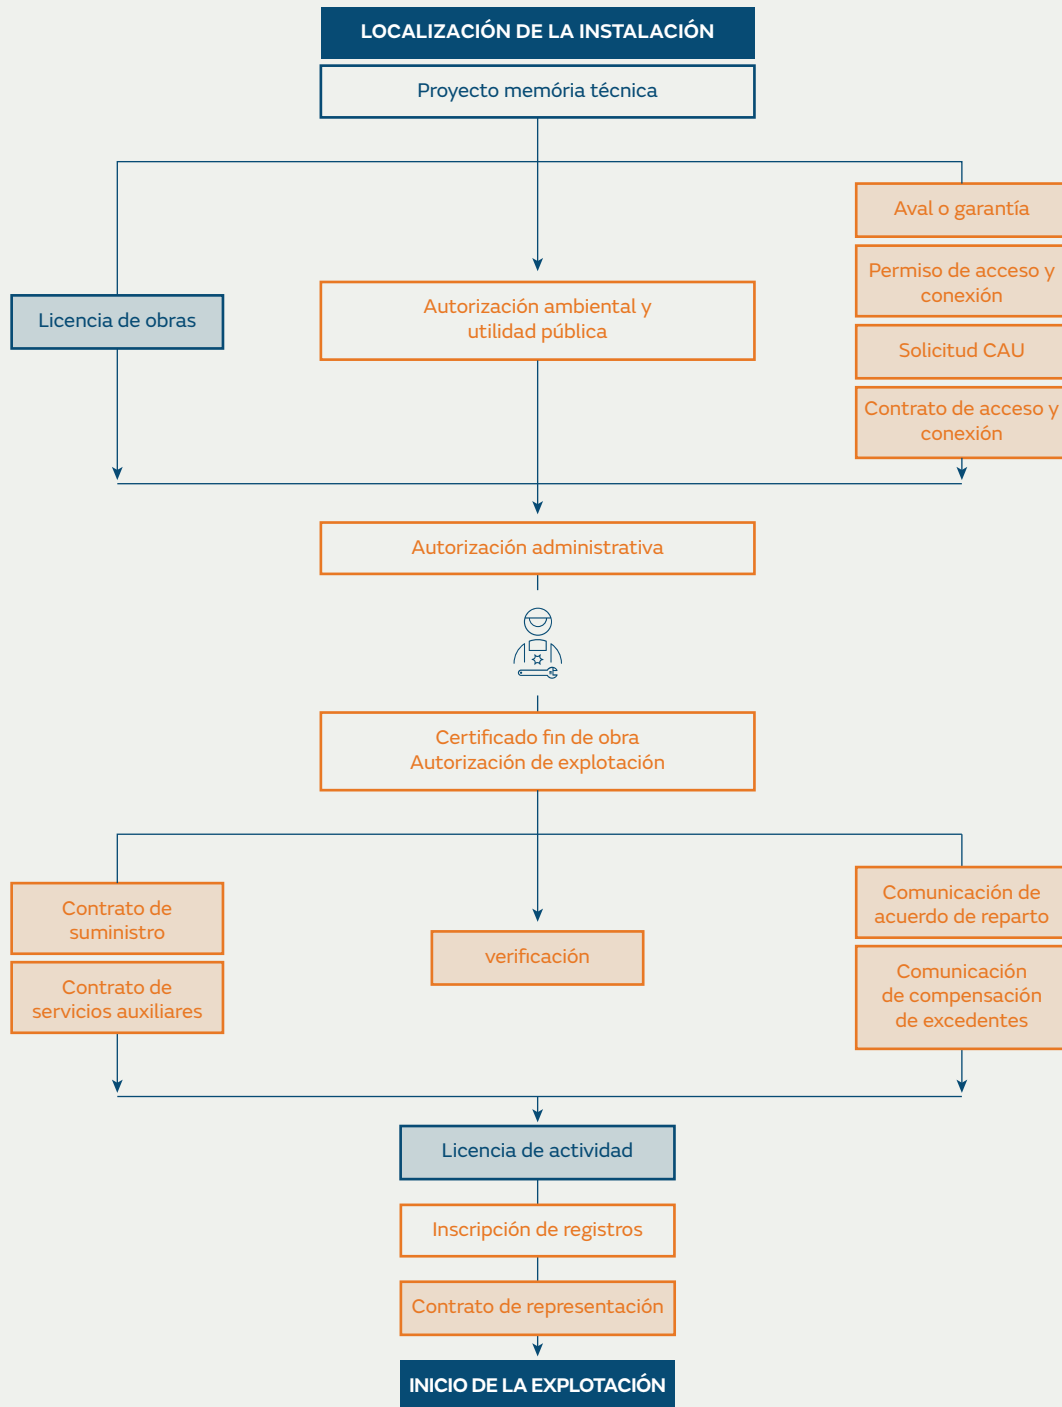 LOCALIZACIÓN DE LA INSTALACIÓN
Proyecto memória técnica
Licencia de obras
Autorización ambiental y
utilidad pública
Aval o garantía
Permiso de acceso y
conexión
Solicitud CAU
Contrato de acceso y
conexión
Autorización administrativa
Certificado fin de obra
Autorización de explotación
Contrato de
suministro
Contrato de
servicios auxiliares
verificación
Comunicación de
acuerdo de reparto
Comunicación
de compensación
de excedentes
Licencia de actividad
Inscripción de registros
Contrato de representación
INICIO DE LA EXPLOTACIÓN